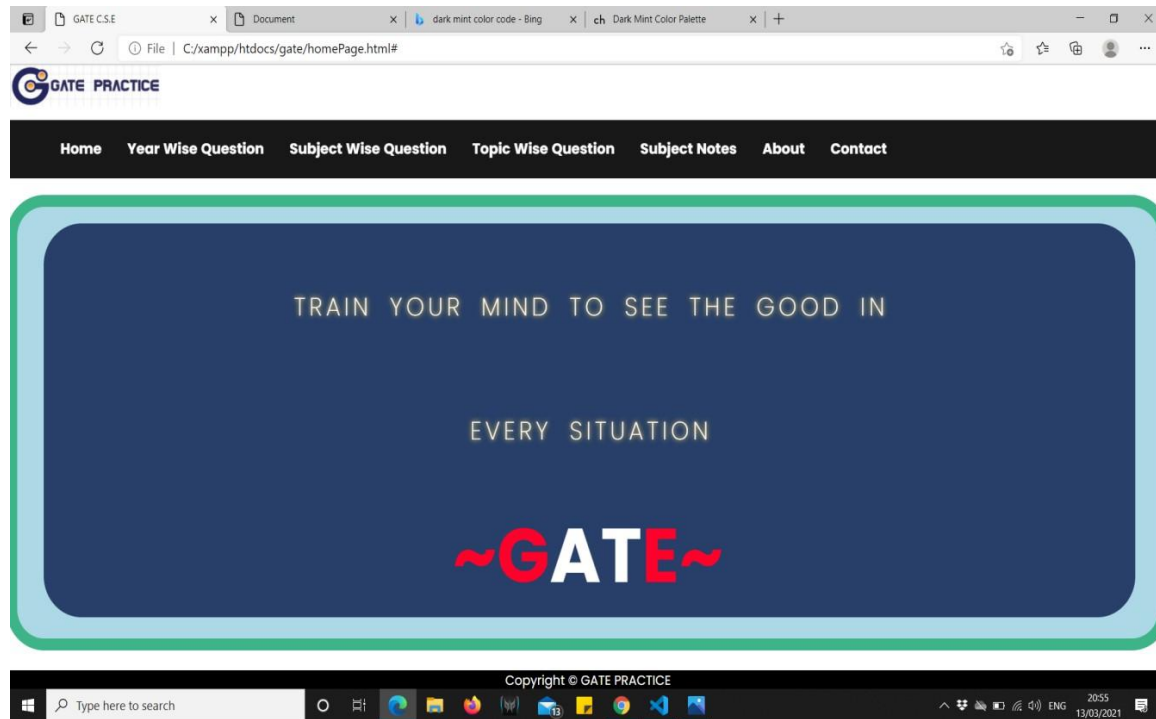 GATE C.S.E
Document
dark mint color code - Bing
ch Dark Mint Color Palette
File | C:/xampp/htdocs/gate/homePage.html#
GATE PRACTICE
Home Year Wise Question Subject Wise Question Topic Wise Question Subject Notes About Contact
TRAIN YOUR MIND TO SEE THE GOOD IN
EVERY SITUATION
~GATE~
Copyright © GATE PRACTICE
Type here to search
13
ENG
20:55
13/03/2021